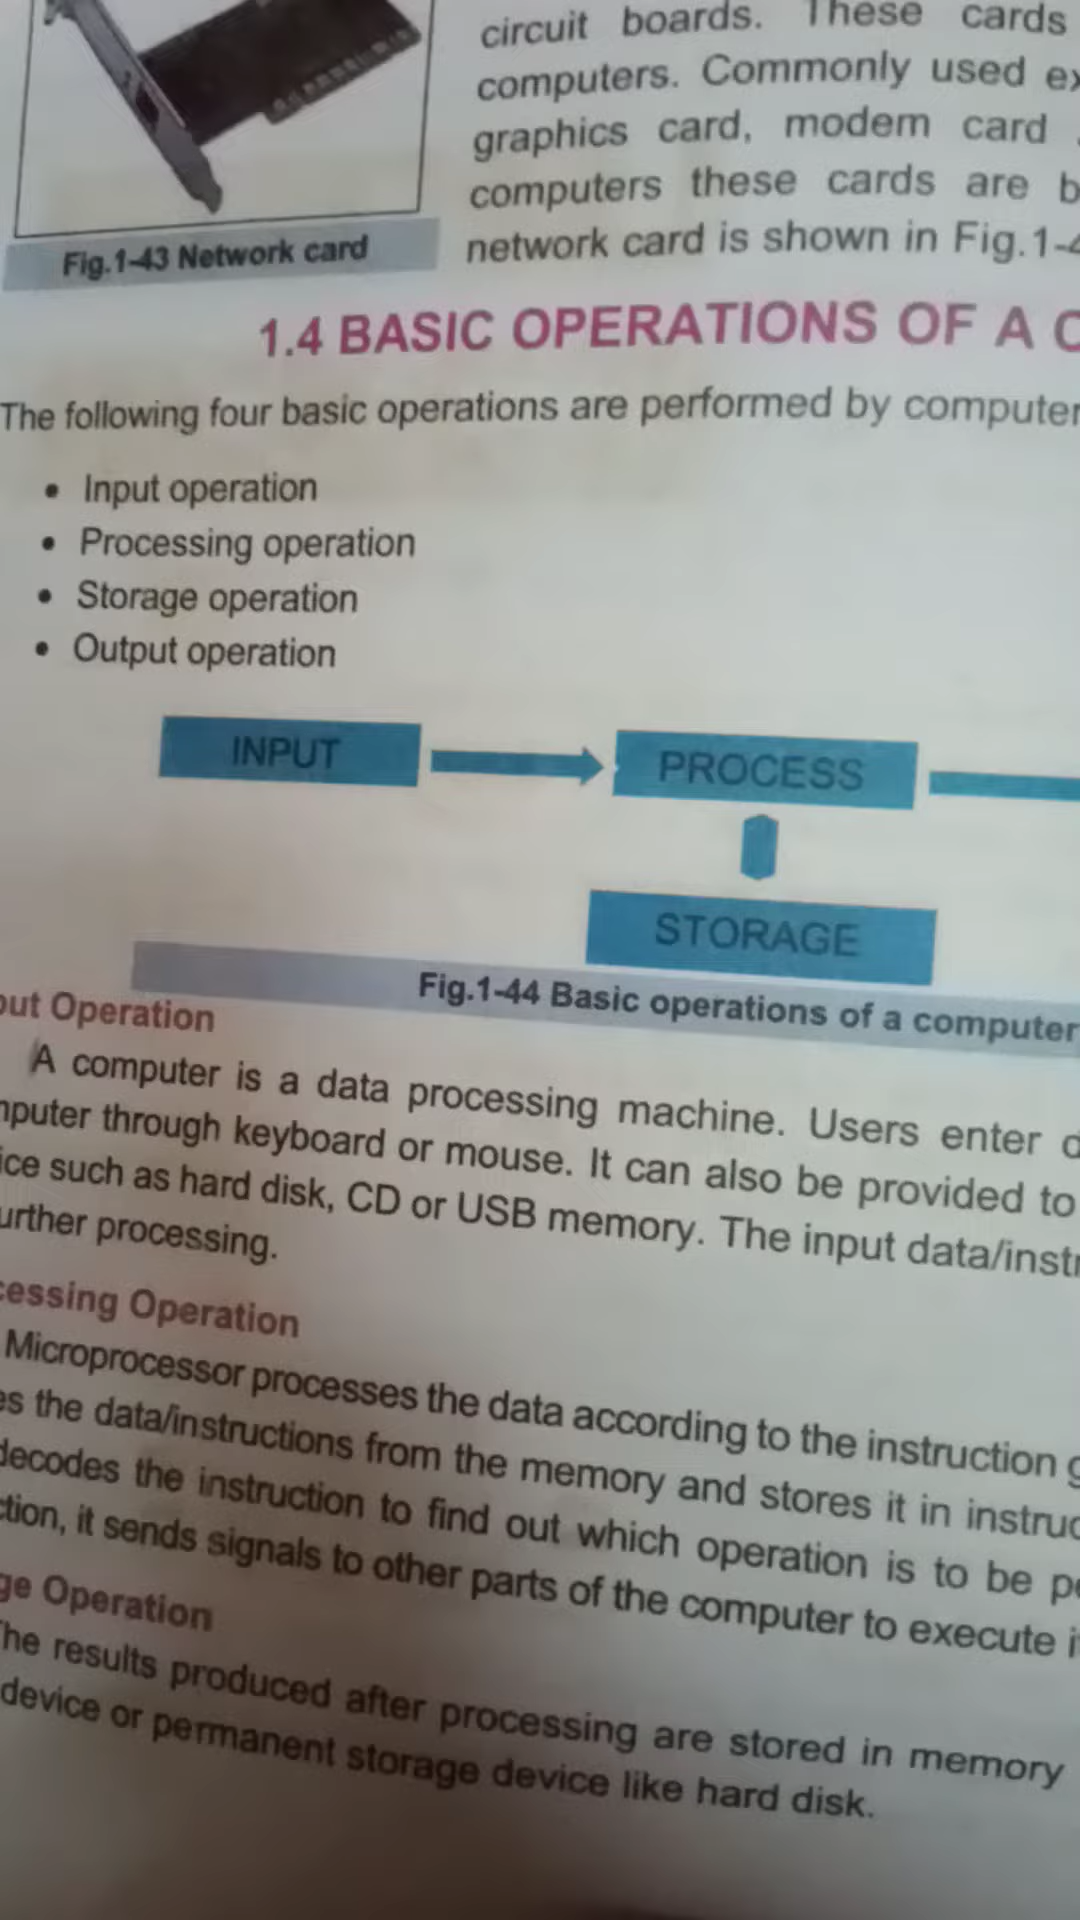 circuit boards. These cards
computers. Commonly used
graphics card, modem card
computers these cards are
network card is shown in Fig.1-4
Fig.1-43 Network card
1.4 BASIC OPERATIONS OF A
The following four basic operations are performed by computer
• Input operation
• Processing operation
• Storage operation
• Output operation
INPUT
PROCESS
STORAGE
Fig.1-44 Basic operations of a computer
Operation
A computer is a data processing machine. Users enter
through keyboard or mouse. It can also be provided to
such as hard disk, CD or USB memory. The input data/instr
urther processing.
cessing Operation
Microprocessor processes the data according to the instruction
es the data/instructions from the memory and stores it in instruc
decodes the instruction to find out which operation is to be
ction, it sends signals to other parts of the computer to execute
ge Operation
The results produced after processing are stored in memory
device or permanent storage device like hard disk.